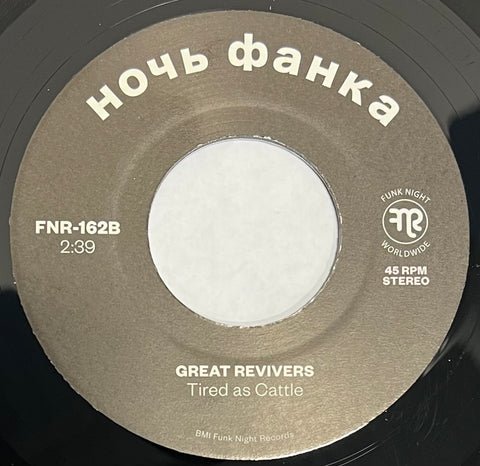 ночь фанка
FNR-162B
2:39
FUNK NIGHT
FNR
WORLDWIDE
45 RPM
STEREO
GREAT REVIVERS
Tired as Cattle
BMI Funk Night Records